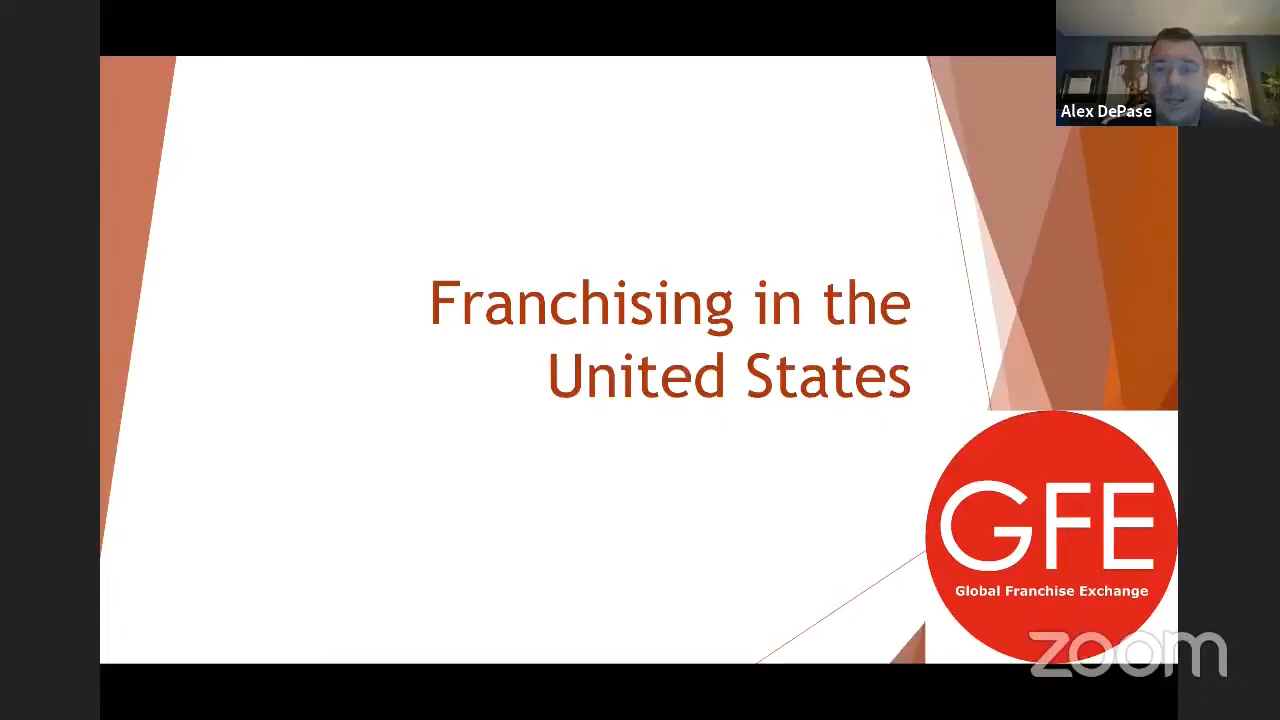 Alex DePase
Franchising in the
United States
GFE
Global Franchise Exchange
zoom